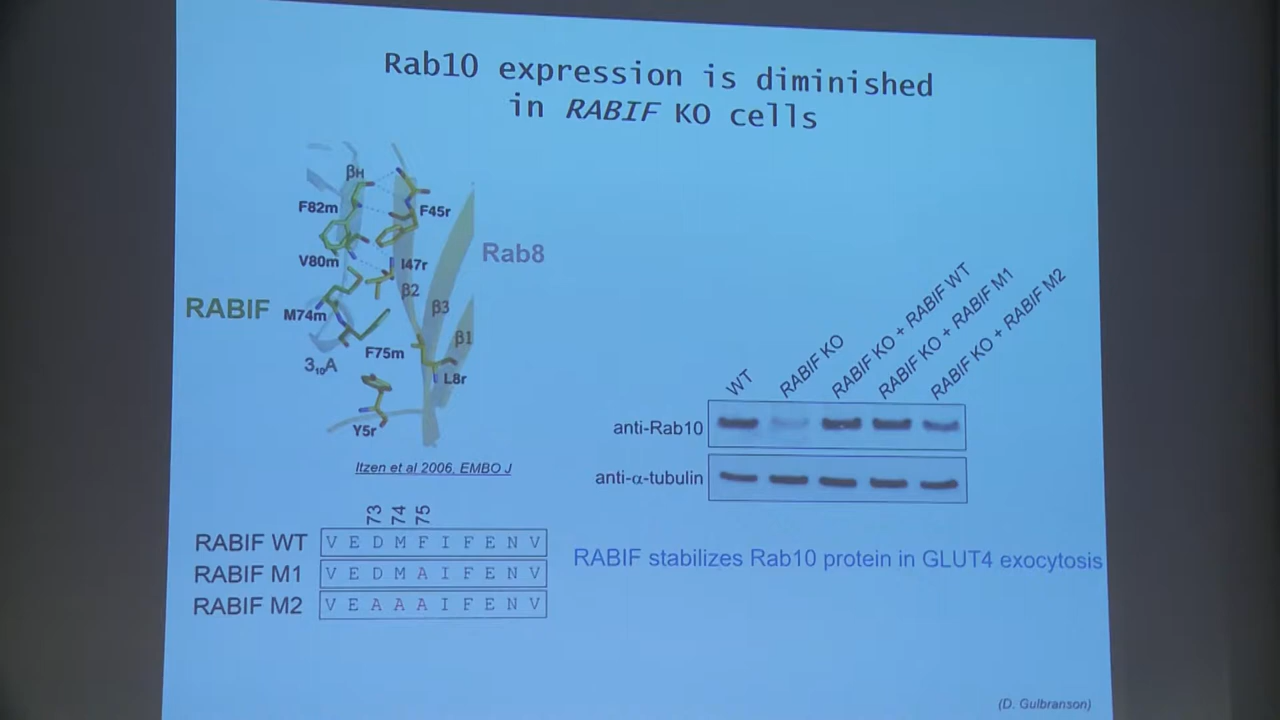 Rab10 expression is diminished
in RABIF KO cells
βH
F82m
F45r
V80m
I47r
Rab8
β2
RABIF
M74m
β3
β1
F75m
3₁₀A
L8r
Y5r
Itzen et al 2006, EMBO J
WT
RABIF KO
RABIF KO + RABIF WT
RABIF KO + RABIF M1
RABIF KO + RABIF M2
anti-Rab10
anti-α-tubulin
73 74 75
RABIF WT V E D M F I F E N V
RABIF M1 V E D M A I F E N V
RABIF M2 V E A A A I F E N V
RABIF stabilizes Rab10 protein in GLUT4 exocytosis
(D. Gulbranson)